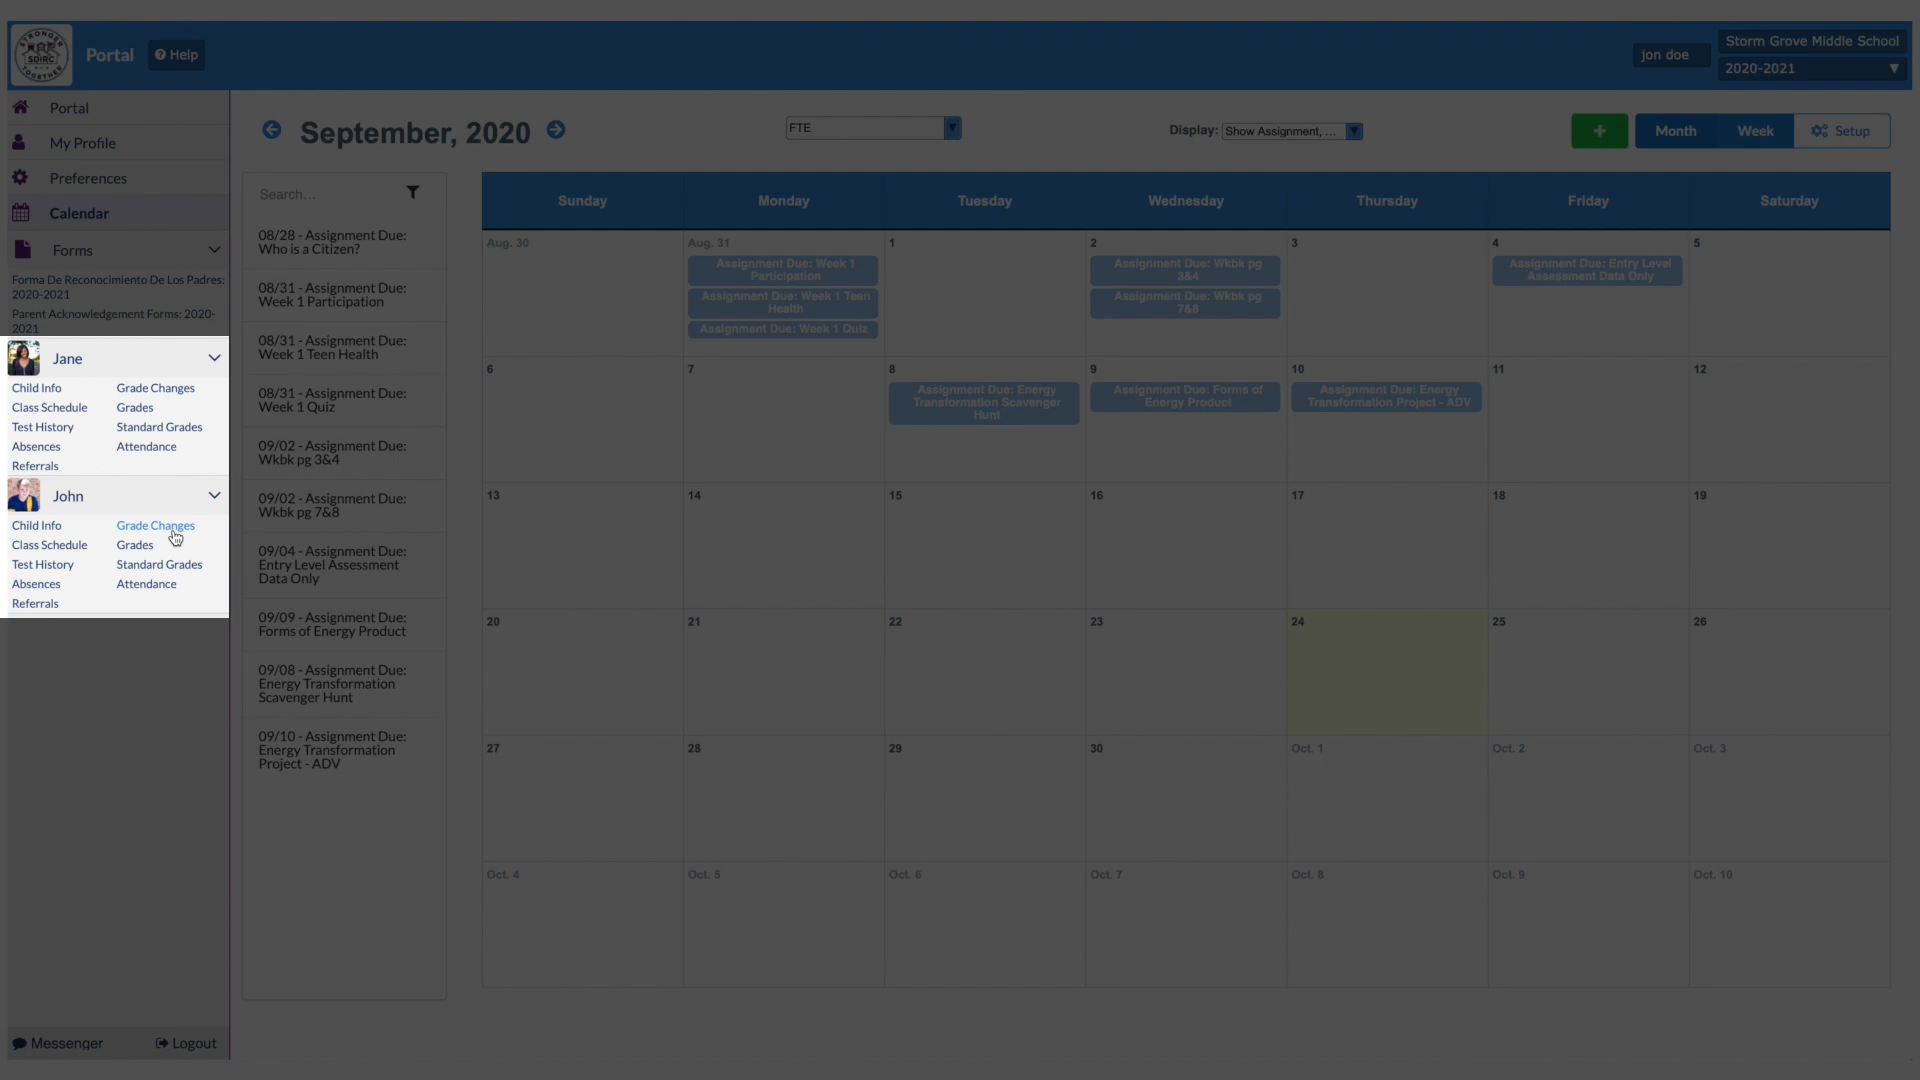 STRONGER
SDIRC
TOGETHER
Portal
Help
jon doe
Storm Grove Middle School
2020-2021
Portal
My Profile
Preferences
Calendar
Forms
Forma De Reconocimiento De Los Padres:
2020-2021
Parent Acknowledgement Forms: 2020-
2021
Jane
Child Info
Grade Changes
Class Schedule
Grades
Test History
Standard Grades
Absences
Attendance
Referrals
John
Child Info
Grade Changes
Class Schedule
Grades
Test History
Standard Grades
Absences
Attendance
Referrals
Messenger
Logout
September, 2020
FTE
Display:
Show Assignment, ...
+
Month
Week
Setup
Search...
08/28 - Assignment Due:
Who is a Citizen?
08/31 - Assignment Due:
Week 1 Participation
08/31 - Assignment Due:
Week 1 Teen Health
08/31 - Assignment Due:
Week 1 Quiz
09/02 - Assignment Due:
Wkbk pg 3&4
09/02 - Assignment Due:
Wkbk pg 7&8
09/04 - Assignment Due:
Entry Level Assessment
Data Only
09/09 - Assignment Due:
Forms of Energy Product
09/08 - Assignment Due:
Energy Transformation
Scavenger Hunt
09/10 - Assignment Due:
Energy Transformation
Project - ADV
Sunday
Monday
Tuesday
Wednesday
Thursday
Friday
Saturday
Aug. 30
Aug. 31
Assignment Due: Week 1
Participation
Assignment Due: Week 1 Teen
Health
Assignment Due: Week 1 Quiz
1
2
Assignment Due: Wkbk pg
3&4
Assignment Due: Wkbk pg
7&8
3
4
Assignment Due: Entry Level
Assessment Data Only
5
6
7
8
Assignment Due: Energy
Transformation Scavenger
Hunt
9
Assignment Due: Forms of
Energy Product
10
Assignment Due: Energy
Transformation Project - ADV
11
12
13
14
15
16
17
18
19
20
21
22
23
24
25
26
27
28
29
30
Oct. 1
Oct. 2
Oct. 3
Oct. 4
Oct. 5
Oct. 6
Oct. 7
Oct. 8
Oct. 9
Oct. 10